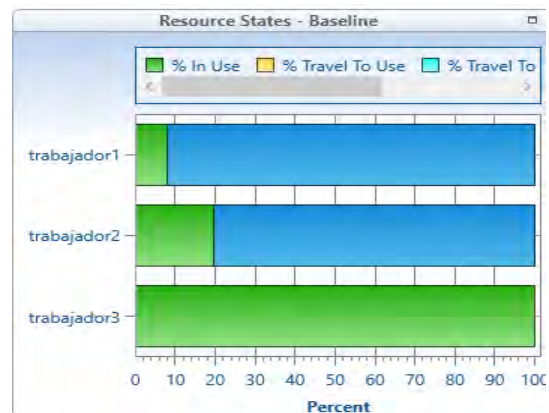 Resource States - Baseline
% In Use % Travel To Use % Travel To
trabajador1
trabajador2
trabajador3
0 10 20 30 40 50 60 70 80 90 100
Percent